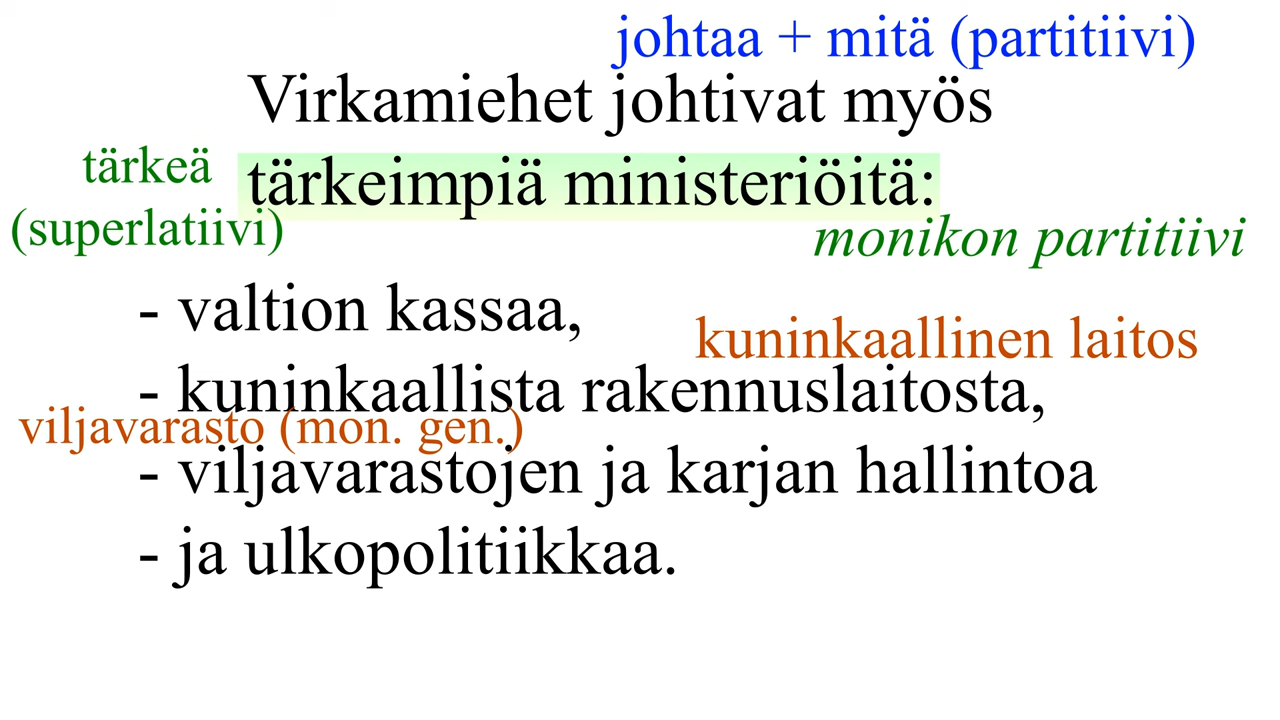 johtaa + mitä (partitiivi)
Virkamiehet johtivat myös
tärkeä
tärkeimpiä ministeriöitä:
(superlatiivi)
monikon partitiivi
- valtion kassaa,
kuninkaallinen laitos
- kuninkaallista rakennuslaitosta,
viljavarasto (mon. gen.)
- viljavarastojen ja karjan hallintoa
- ja ulkopolitiikkaa.